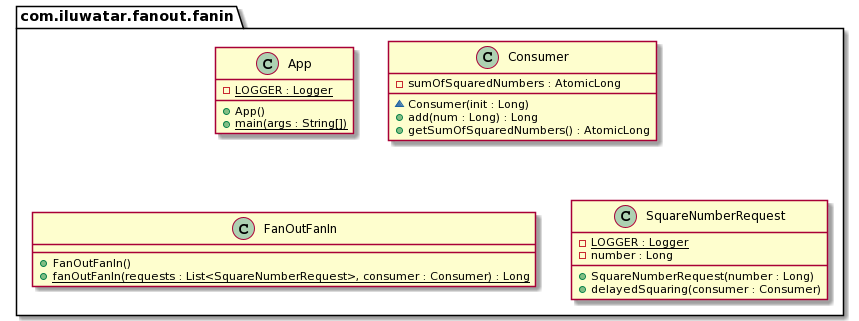 com.iluwatar.fanout.fanin
C App
LOGGER : Logger
App()
main(args : String[])
C Consumer
sumOfSquaredNumbers : AtomicLong
Consumer(init : Long)
add(num : Long) : Long
getSumOfSquaredNumbers() : AtomicLong
C FanOutFanIn
FanOutFanIn()
fanOutFanIn(requests : List<SquareNumberRequest>, consumer : Consumer) : Long
C SquareNumberRequest
LOGGER : Logger
number : Long
SquareNumberRequest(number : Long)
delayedSquaring(consumer : Consumer)